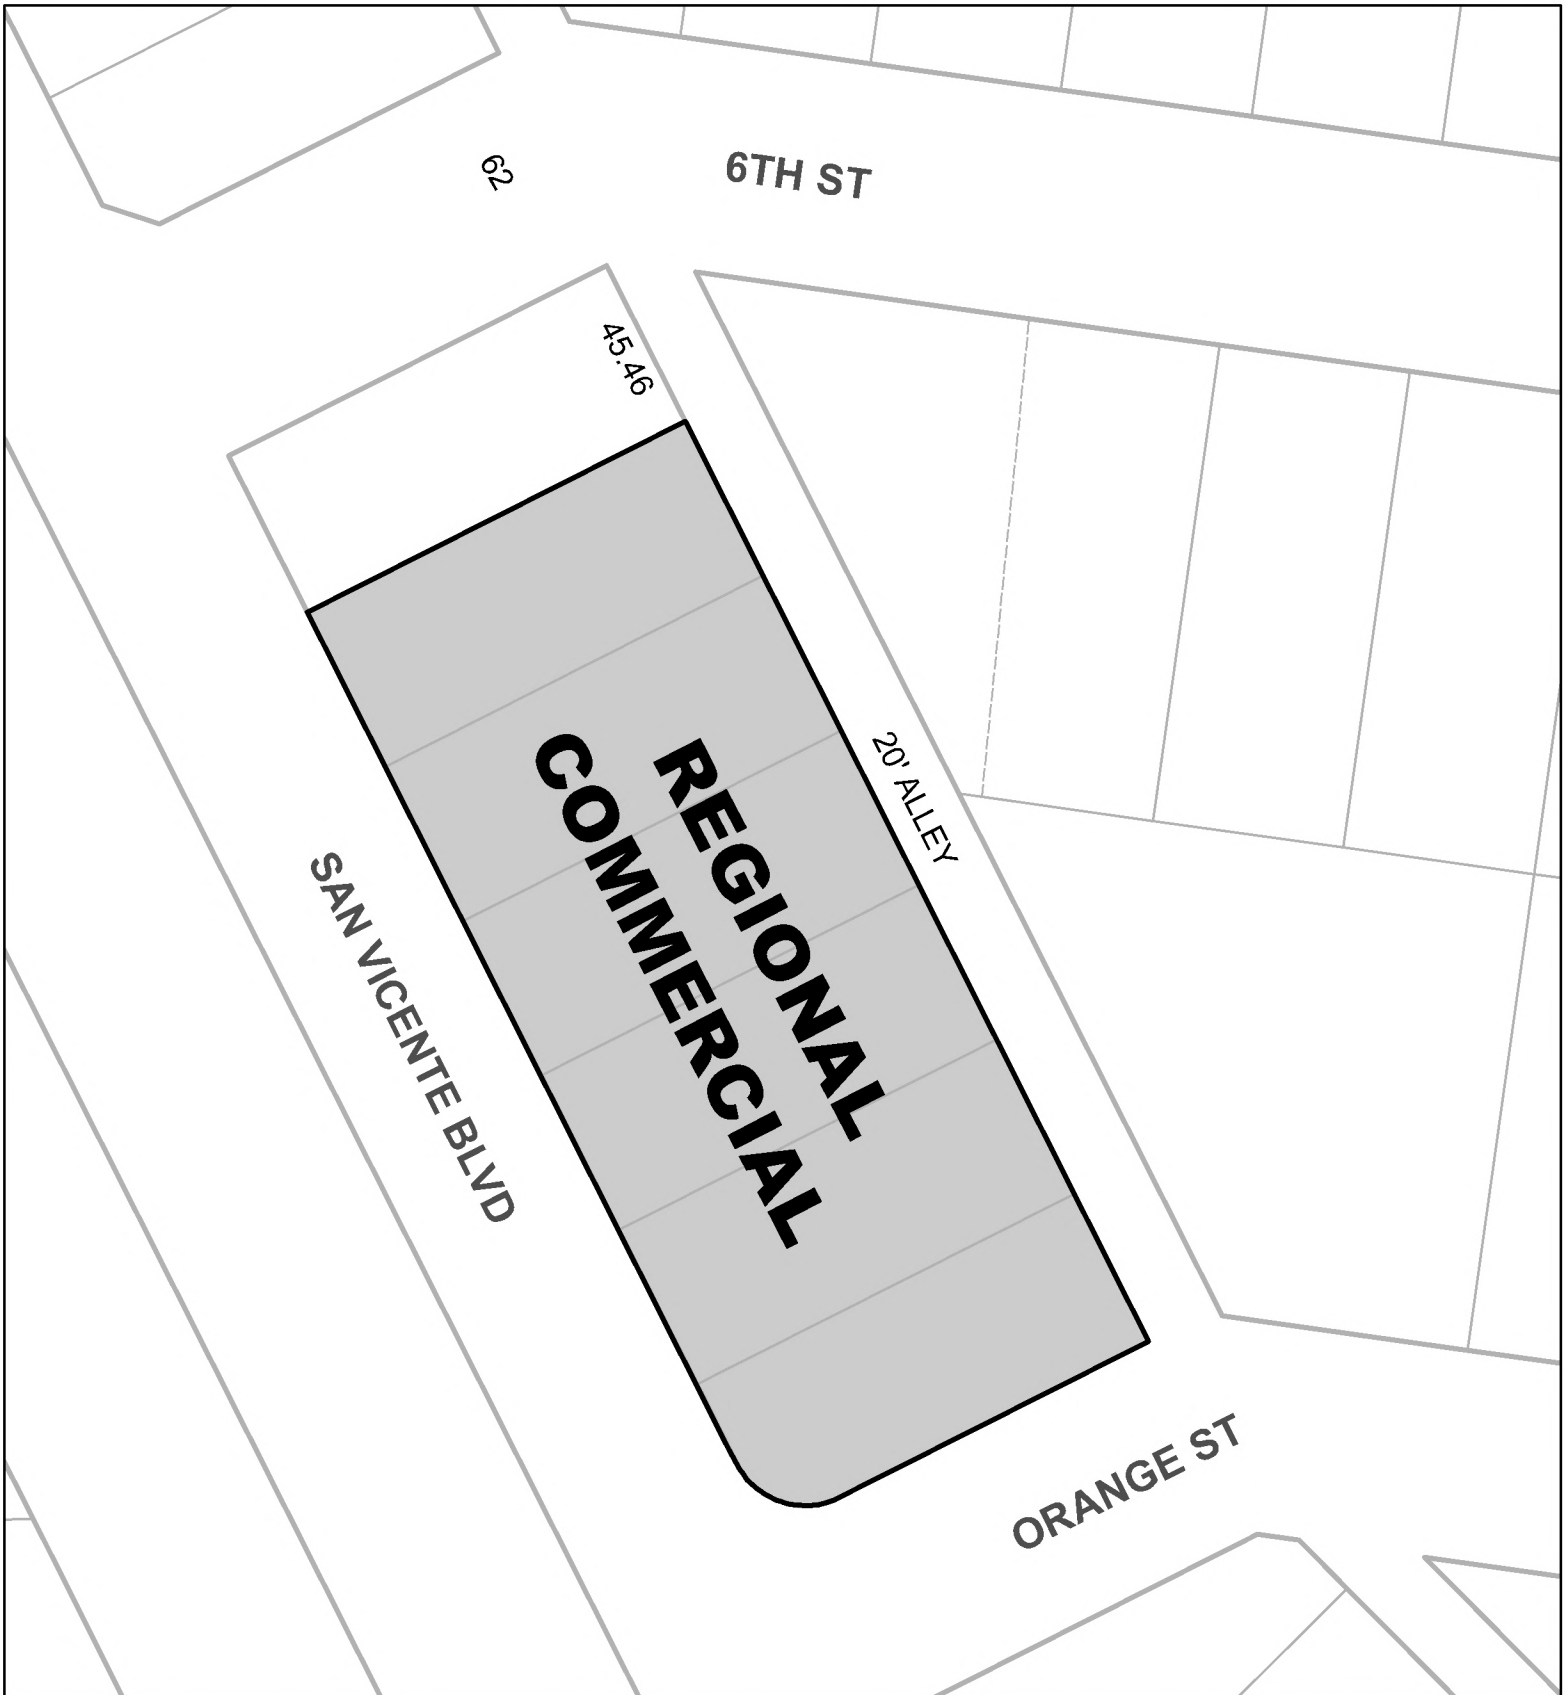 62
6TH ST
45.46
20' ALLEY
REGIONAL
COMMERCIAL
SAN VICENTE BLVD
ORANGE ST